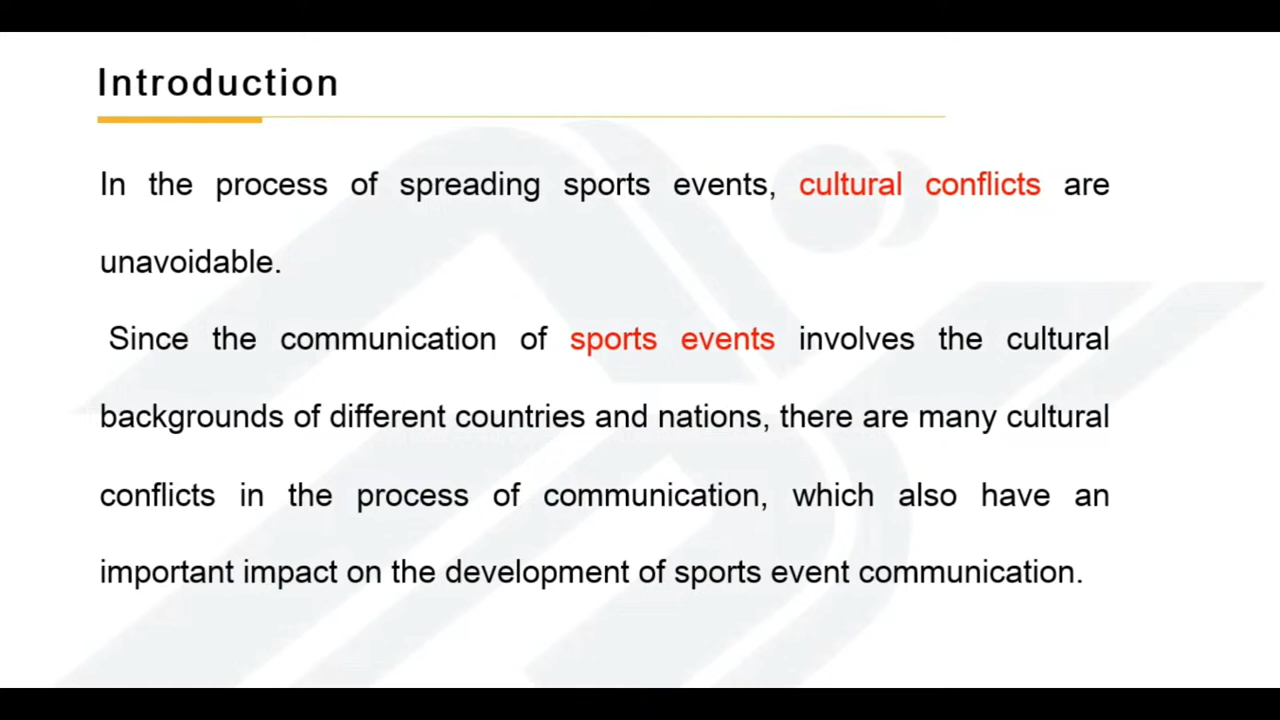 Introduction
In the process of spreading sports events, cultural conflicts are
unavoidable.
Since the communication of sports events involves the cultural
backgrounds of different countries and nations, there are many cultural
conflicts in the process of communication, which also have an
important impact on the development of sports event communication.